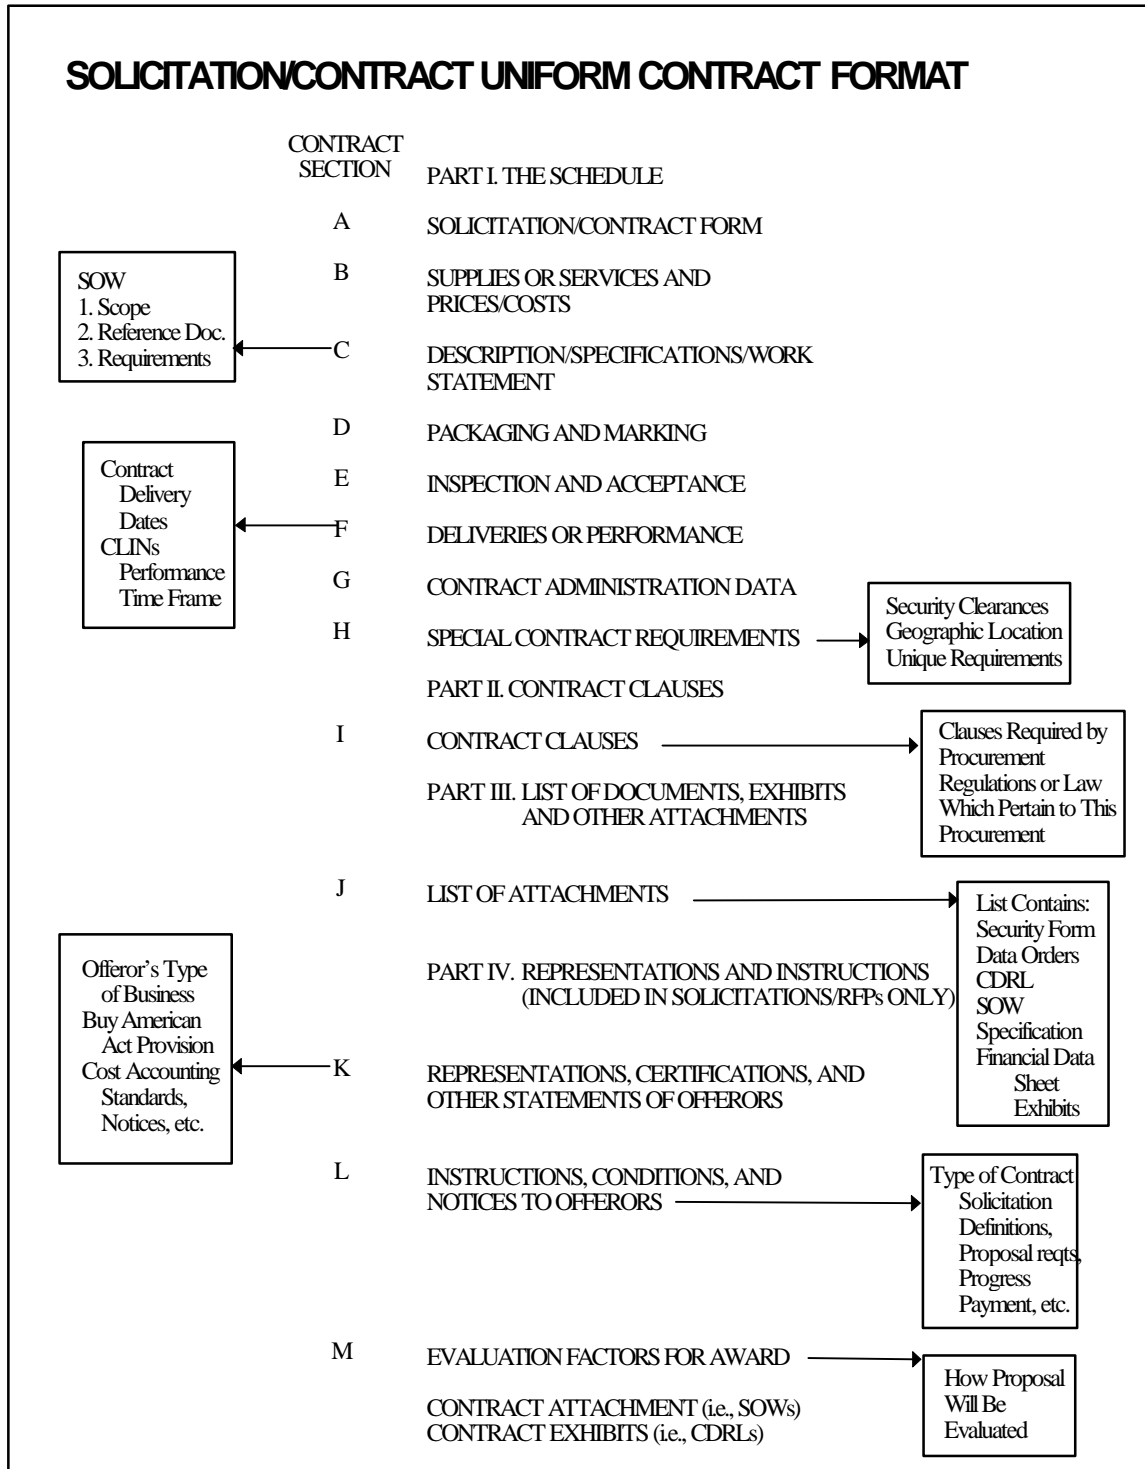 SOLICITATION/CONTRACT UNIFORM CONTRACT FORMAT
CONTRACT
SECTION
PART I. THE SCHEDULE
A
SOLICITATION/CONTRACT FORM
B
SUPPLIES OR SERVICES AND
PRICES/COSTS
SOW
1. Scope
2. Reference Doc.
3. Requirements
C
DESCRIPTION/SPECIFICATIONS/WORK
STATEMENT
D
PACKAGING AND MARKING
E
INSPECTION AND ACCEPTANCE
Contract
Delivery
Dates
CLINs
Performance
Time Frame
F
DELIVERIES OR PERFORMANCE
G
CONTRACT ADMINISTRATION DATA
H
SPECIAL CONTRACT REQUIREMENTS
Security Clearances
Geographic Location
Unique Requirements
PART II. CONTRACT CLAUSES
I
CONTRACT CLAUSES
Clauses Required by
Procurement
Regulations or Law
Which Pertain to This
Procurement
PART III. LIST OF DOCUMENTS, EXHIBITS
AND OTHER ATTACHMENTS
J
LIST OF ATTACHMENTS
List Contains:
Security Form
Data Orders
CDRL
SOW
Specification
Financial Data
Sheet
Exhibits
PART IV. REPRESENTATIONS AND INSTRUCTIONS
(INCLUDED IN SOLICITATIONS/RFPs ONLY)
Offeror's Type
of Business
Buy American
Act Provision
Cost Accounting
Standards,
Notices, etc.
K
REPRESENTATIONS, CERTIFICATIONS, AND
OTHER STATEMENTS OF OFFERORS
L
INSTRUCTIONS, CONDITIONS, AND
NOTICES TO OFFERORS
Type of Contract
Solicitation
Definitions,
Proposal reqts,
Progress
Payment, etc.
M
EVALUATION FACTORS FOR AWARD
How Proposal
Will Be
Evaluated
CONTRACT ATTACHMENT (i.e., SOWs)
CONTRACT EXHIBITS (i.e., CDRLs)